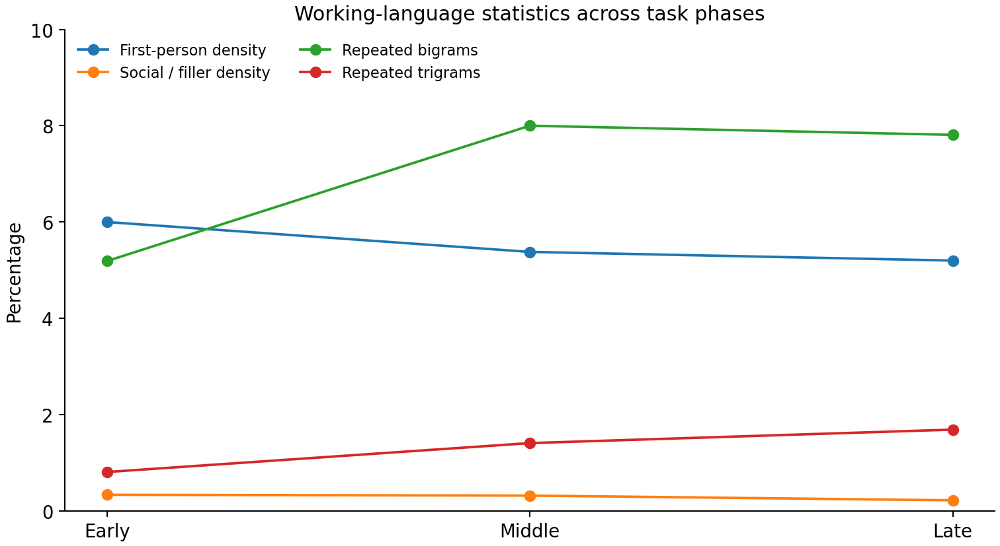 Working-language statistics across task phases
First-person density
Social / filler density
Repeated bigrams
Repeated trigrams
Percentage
10
8
6
4
2
0
Early
Middle
Late